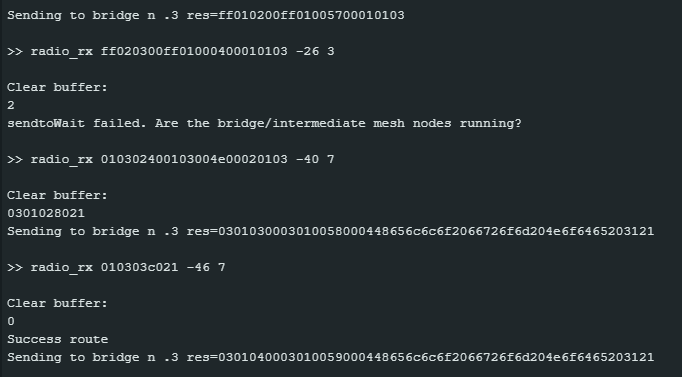 Sending to bridge n .3 res=ff010200ff01005700010103
>> radio_rx ff020300ff01000400010103 -26 3
Clear buffer:
2
sendtoWait failed. Are the bridge/intermediate mesh nodes running?
>> radio_rx 010302400103004e00020103 -40 7
Clear buffer:
0301028021
Sending to bridge n .3 res=0301030003010058000448656c6c6f2066726f6d204e6f6465203121
>> radio_rx 010303c021 -46 7
Clear buffer:
0
Success route
Sending to bridge n .3 res=0301040003010059000448656c6c6f2066726f6d204e6f6465203121